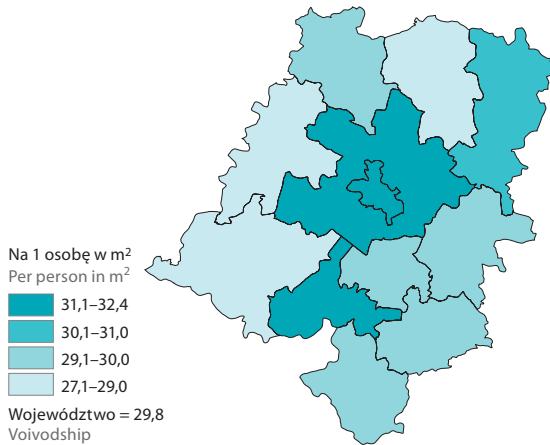 Na 1 osobę w m²
Per person in m²
31,1–32,4
30,1–31,0
29,1–30,0
27,1–29,0
Województwo = 29,8
Voivodship